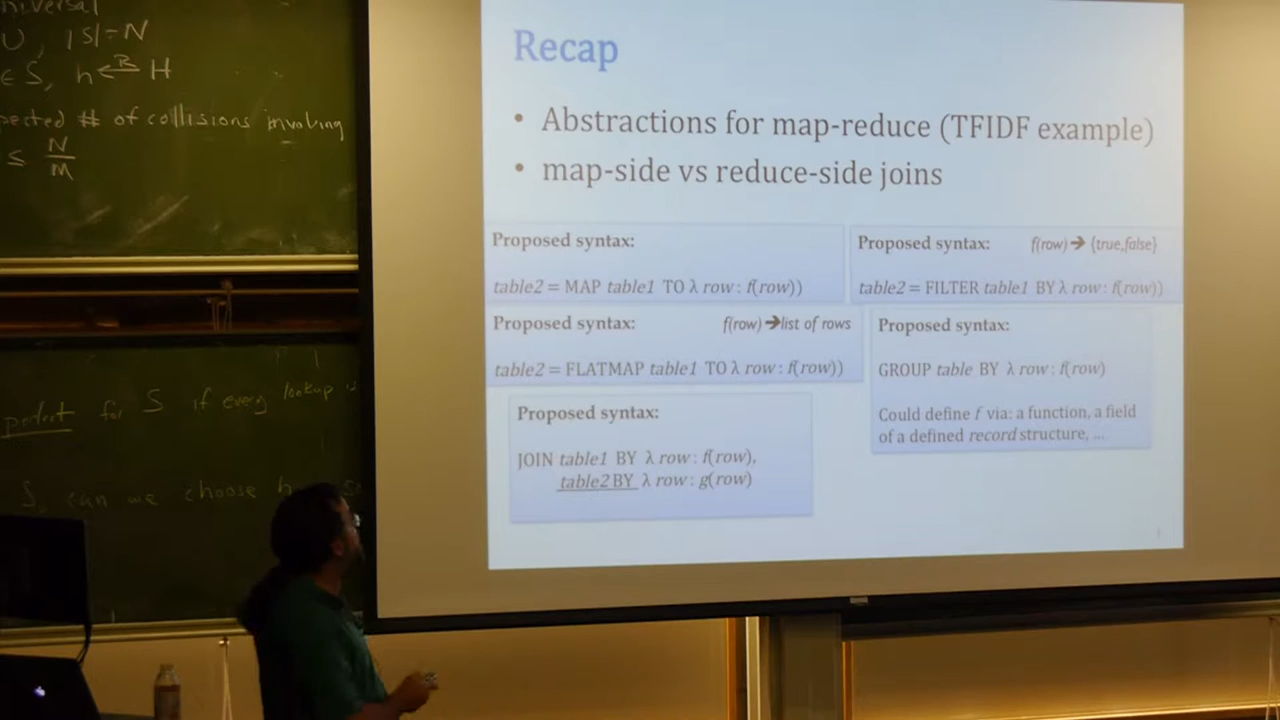 U, |S|=N
∈ S, h ←R H
# of collisions involving
≤ N/M
perfect for S if every lookup is
S, can we choose h
Recap
• Abstractions for map-reduce (TFIDF example)
• map-side vs reduce-side joins
Proposed syntax:
table2 = MAP table1 TO λ row : f(row))
Proposed syntax: f(row)➔ {true,false}
table2 = FILTER table1 BY λ row : f(row))
Proposed syntax: f(row)➔list of rows
table2 = FLATMAP table1 TO λ row : f(row))
Proposed syntax:
GROUP table BY λ row : f(row)
Could define f via: a function, a field
of a defined record structure, ...
Proposed syntax:
JOIN table1 BY λ row : f(row),
table2 BY λ row : g(row)